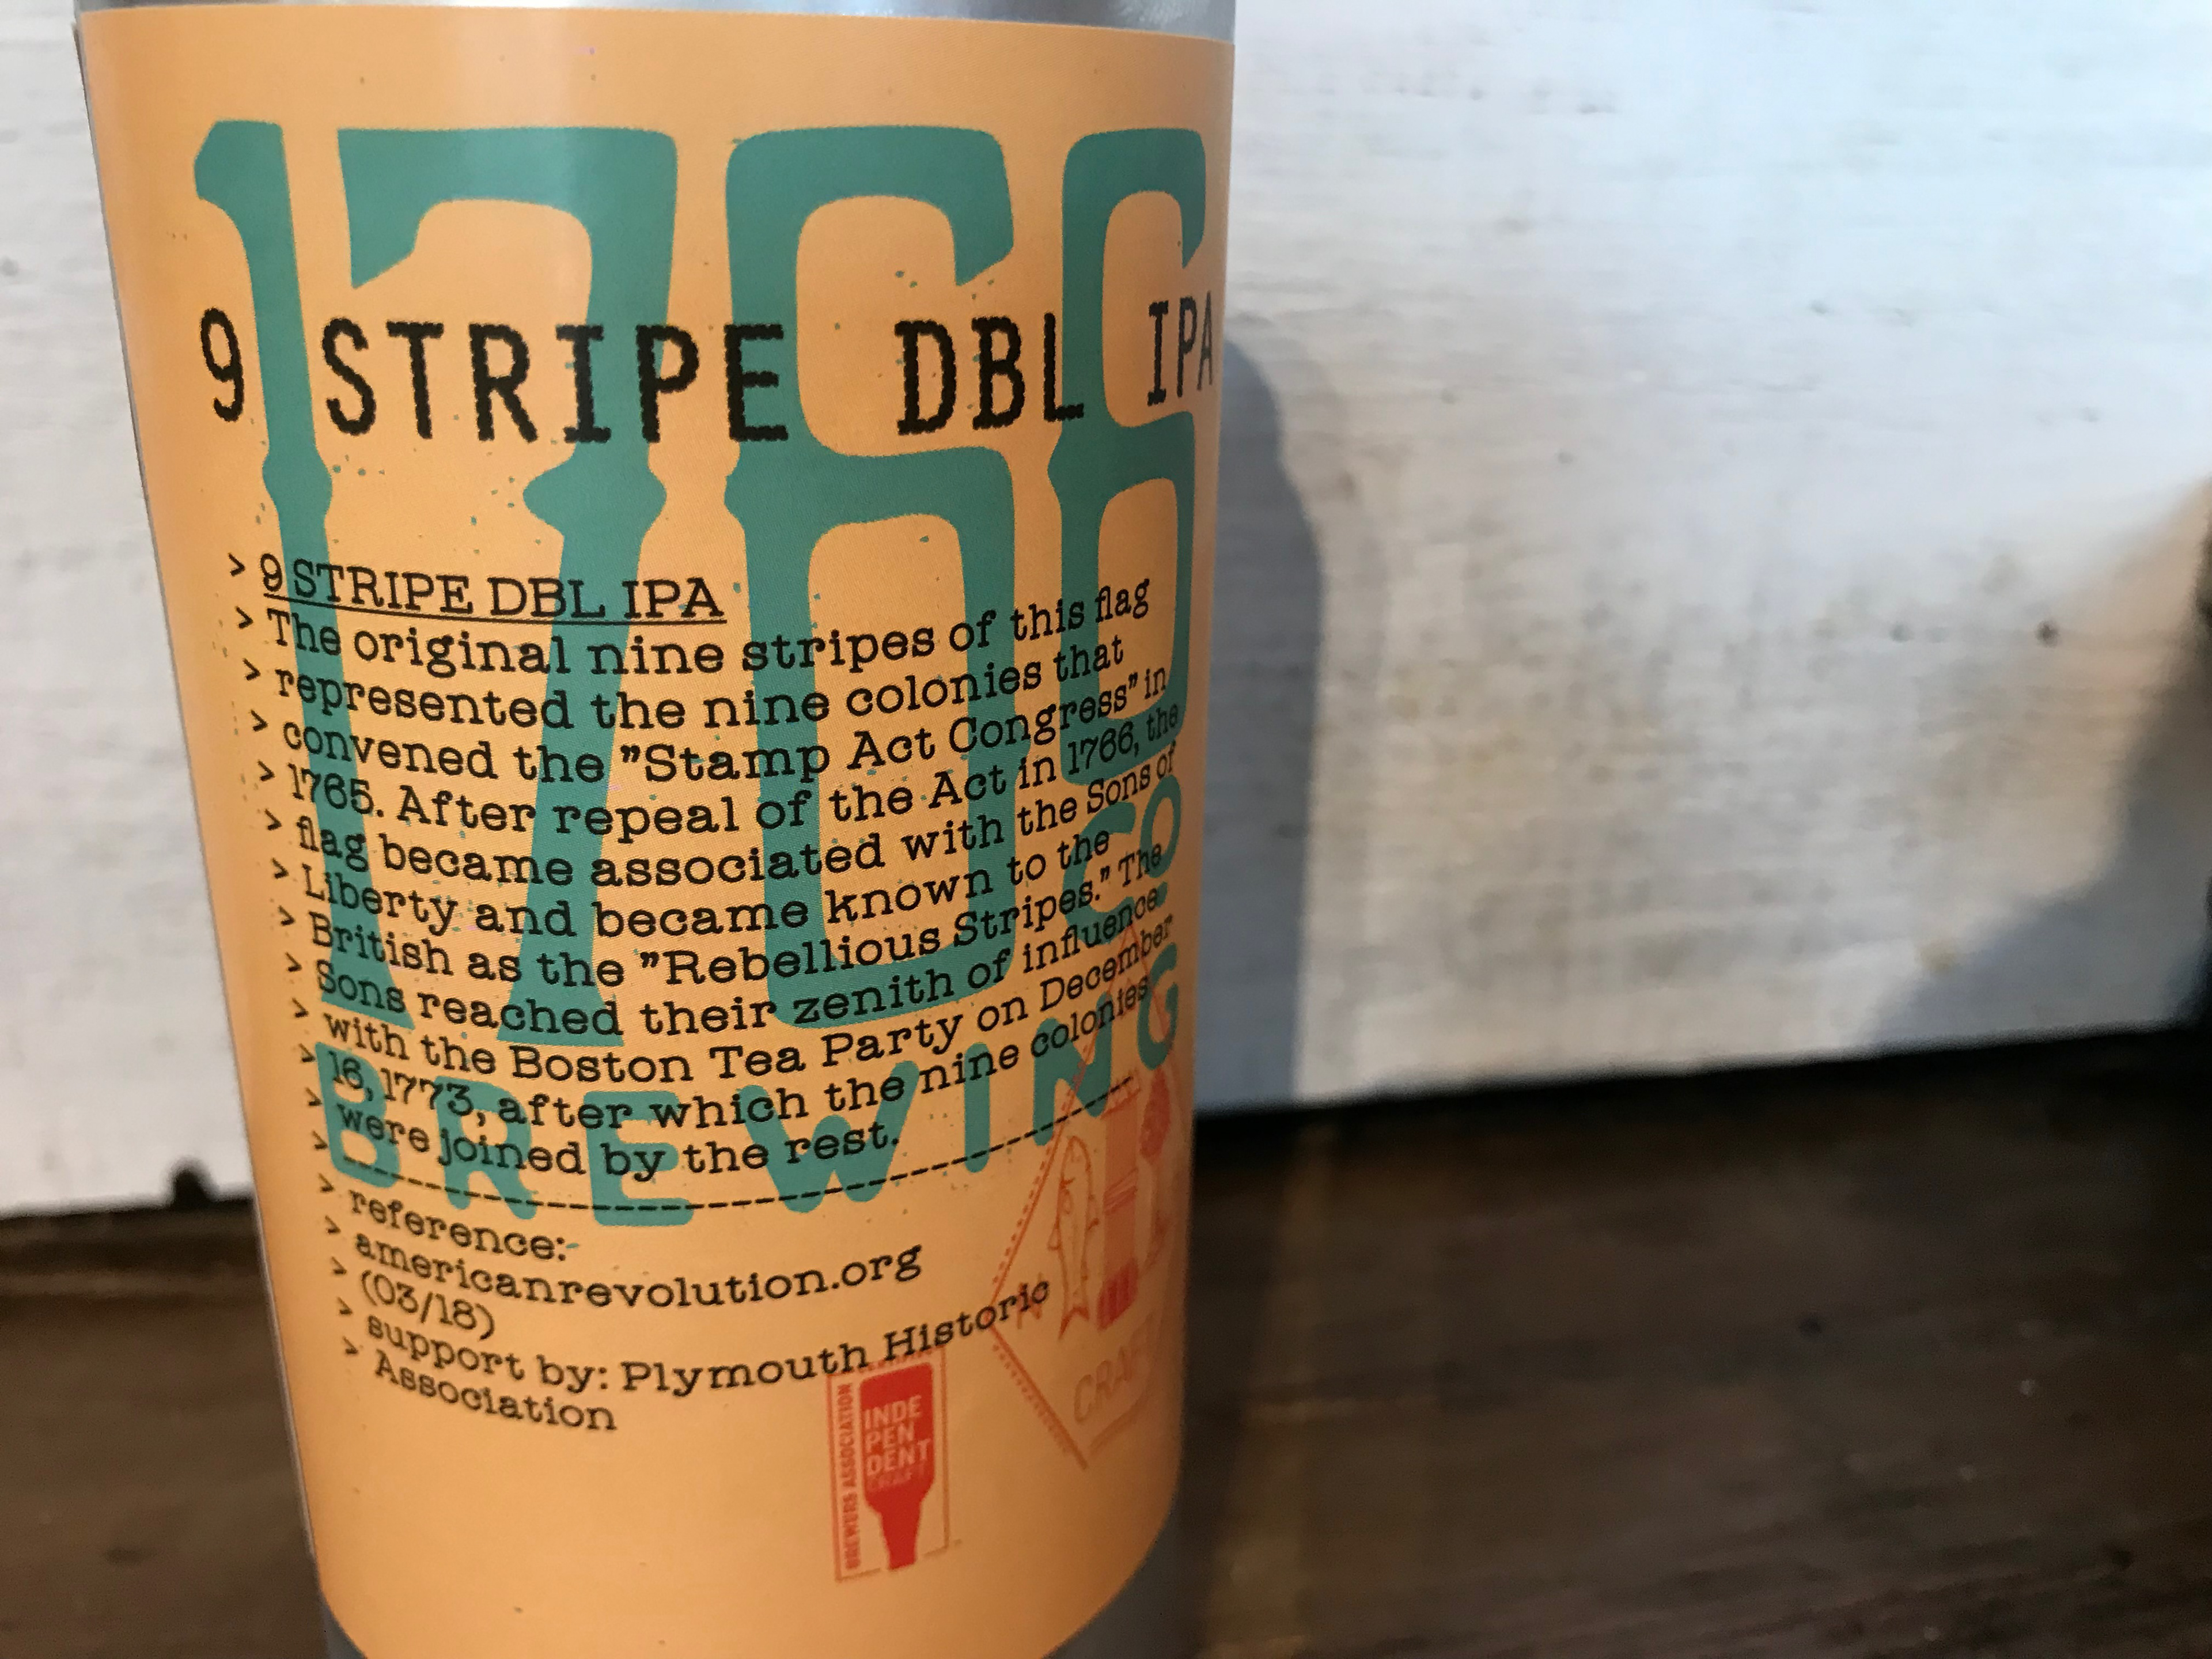 1766
9 STRIPE DBL IPA
> 9 STRIPE DBL IPA
> The original nine stripes of this flag
> represented the nine colonies that
> convened the "Stamp Act Congress" in
> 1765. After repeal of the Act in 1766, the
> flag became associated with the Sons of
> Liberty and became known to the
> British as the "Rebellious Stripes." The
> Sons reached their zenith of influence
> with the Boston Tea Party on December
> 16, 1773, after which the nine colonies
> were joined by the rest.
> --------------------
> reference:
> americanrevolution.org
> (03/18)
> support by: Plymouth Historic
> Association
BREWING CO
BREWERS ASSOCIATION
INDE
PEN
DENT
CRAFT